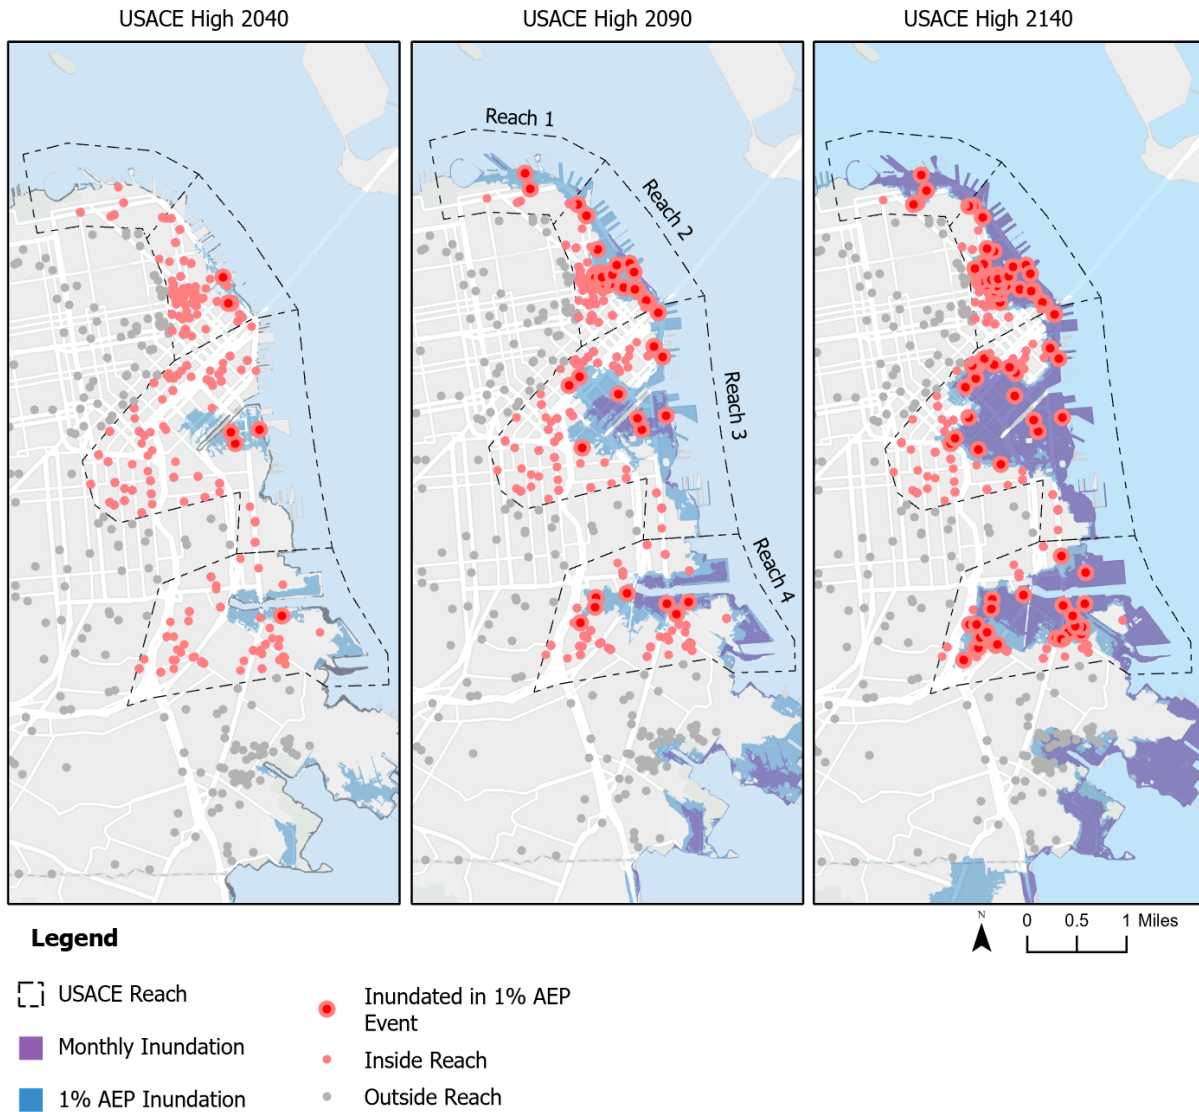 USACE High 2040
USACE High 2090
USACE High 2140
Reach 1
Reach 2
Reach 3
Reach 4
N
0 0.5 1 Miles
Legend
USACE Reach
Monthly Inundation
1% AEP Inundation
Inundated in 1% AEP
Event
Inside Reach
Outside Reach